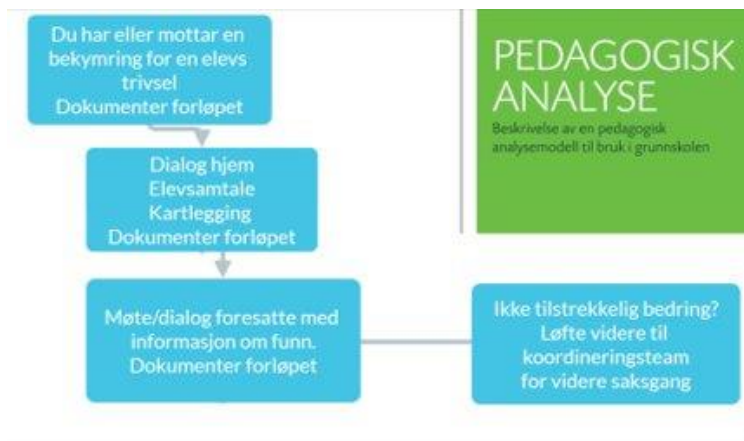 Du har eller mottar en
bekymring for en elevs
trivsel
Dokumenter forløpet
PEDAGOGISK
ANALYSE
Beskrivelse av en pedagogisk
analysemodell til bruk i grunnskolen
Dialog hjem
Elevsamtale
Kartlegging
Dokumenter forløpet
Møte/dialog foresatte med
informasjon om funn.
Dokumenter forløpet
Ikke tilstrekkelig bedring?
Løfte videre til
koordineringsteam
for videre saksgang